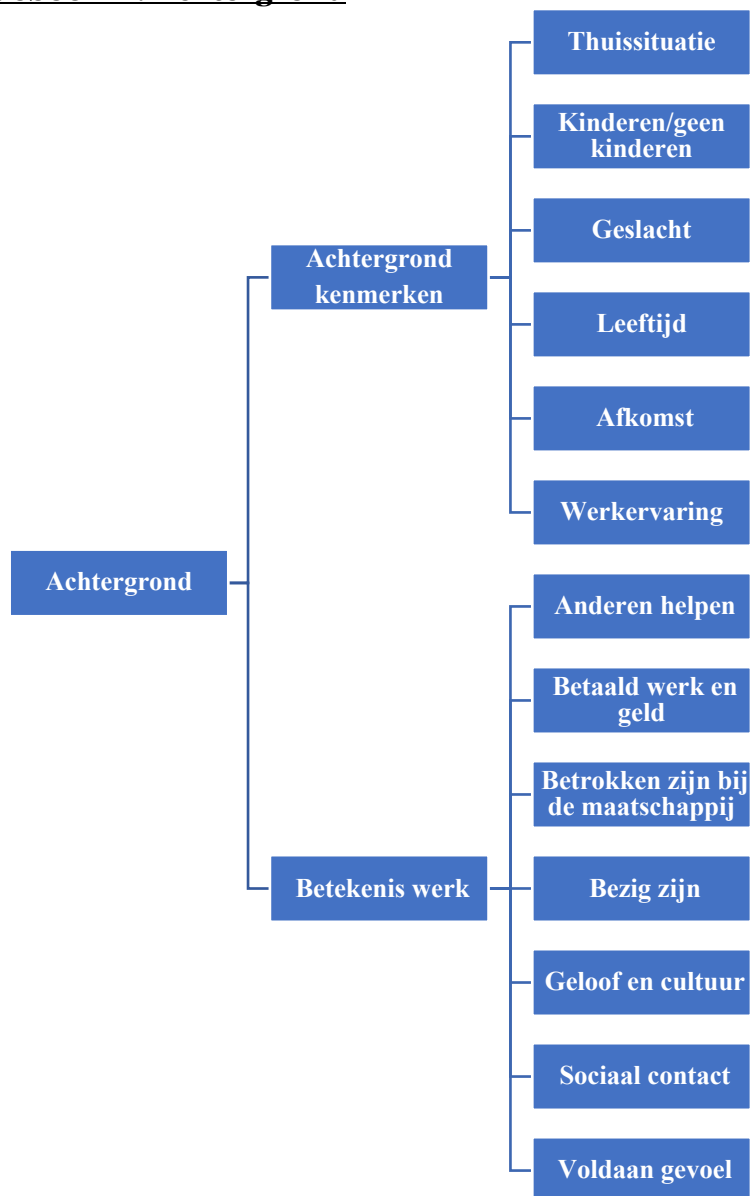 Thuissituatie
Kinderen/geen
kinderen
Geslacht
Achtergrond
kenmerken
Leeftijd
Afkomst
Werkervaring
Achtergrond
Anderen helpen
Betaald werk en
geld
Betrokken zijn bij
de maatschappij
Betekenis werk
Bezig zijn
Geloof en cultuur
Sociaal contact
Voldaan gevoel